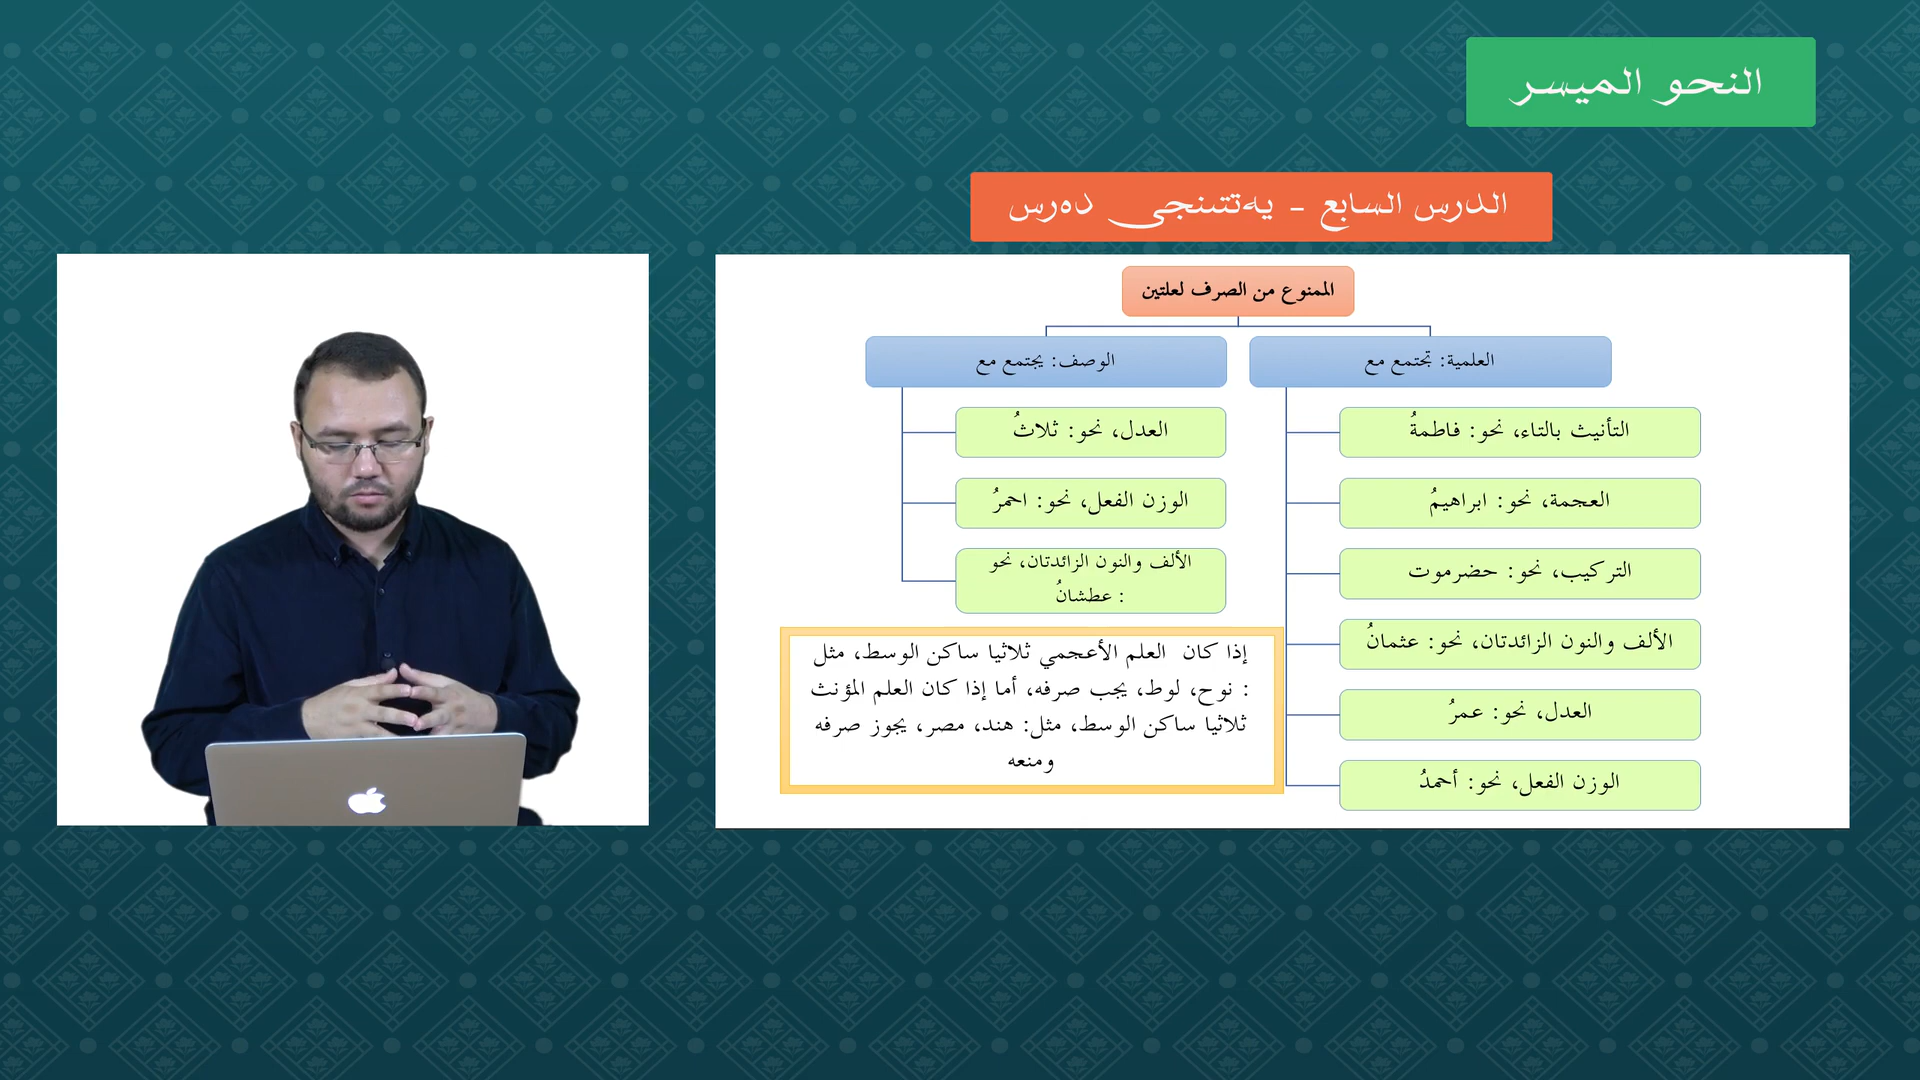 النحو الميسر
الدرس السابع - يەتتىنجى دەرس
الممنوع من الصرف لعلتين
العلمية: تجتمع مع
التأنيث بالتاء، نحو: فاطمةُ
العجمة، نحو: ابراهيمُ
التركيب، نحو: حضرموت
الألف والنون الزائدتان، نحو: عثمانُ
العدل، نحو: عمرُ
الوزن الفعل، نحو: أحمدُ
الوصف: يجتمع مع
العدل، نحو: ثلاثُ
الوزن الفعل، نحو: احمرُ
الألف والنون الزائدتان، نحو
: عطشانُ
إذا كان العلم الأعجمي ثلاثيا ساكن الوسط، مثل
: نوح، لوط، يجب صرفه، أما إذا كان العلم المؤنث
ثلاثيا ساكن الوسط، مثل: هند، مصر، يجوز صرفه
ومنعه